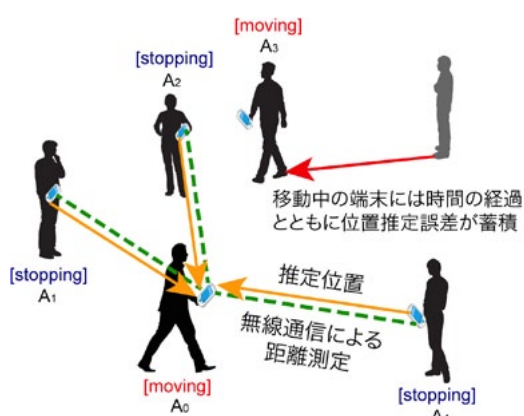 [moving]
A3
[stopping]
A2
移動中の端末には時間の経過
とともに位置推定誤差が蓄積
[stopping]
A1
推定位置
無線通信による
距離測定
[moving]
A0
[stopping]